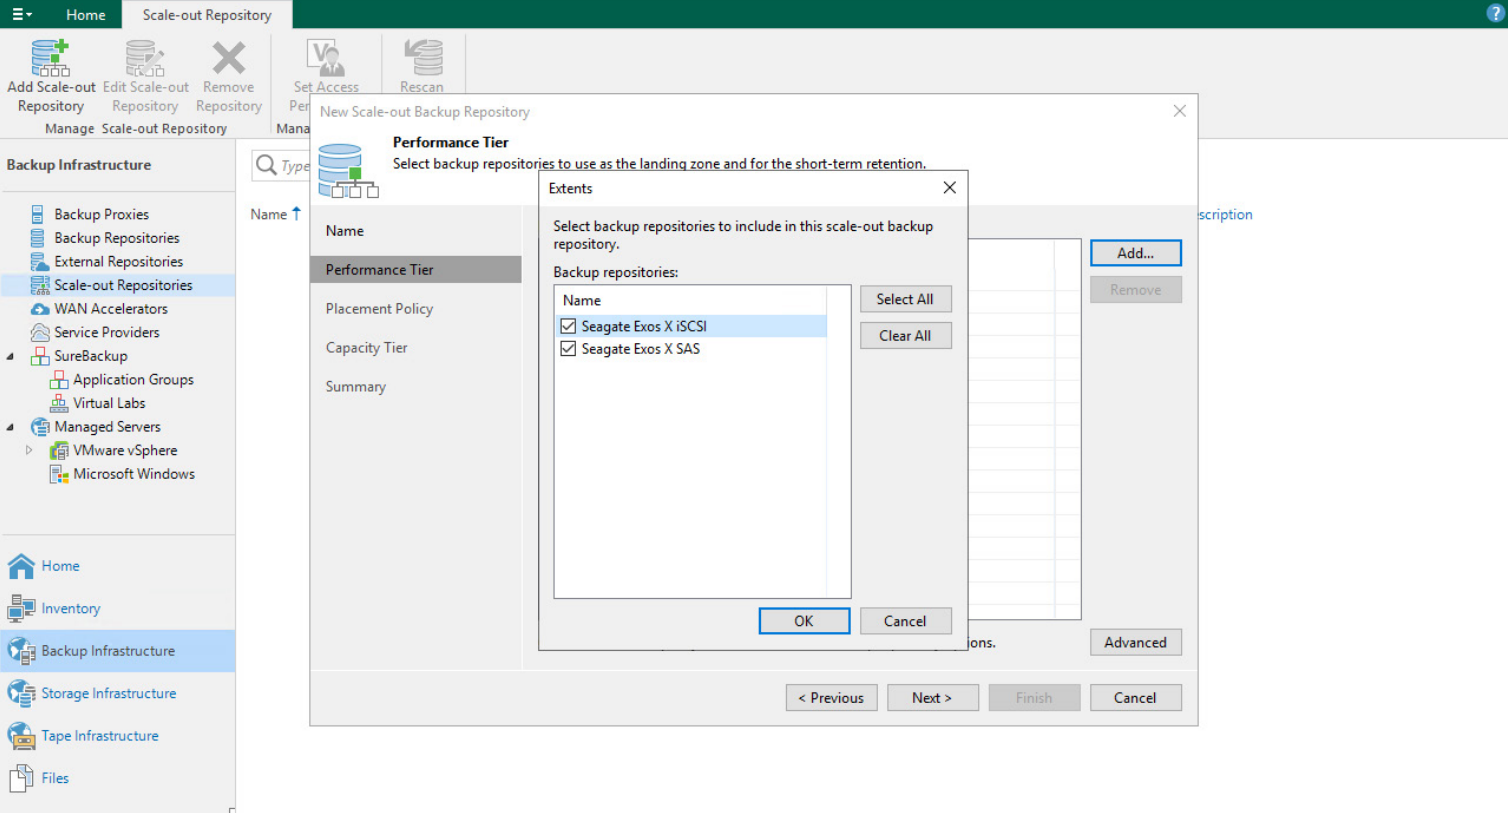 Home
Scale-out Repository
?
Add Scale-out
Repository
Edit Scale-out
Repository
Remove
Repository
Set Access
Per
Rescan
Manage Scale-out Repository
Mana
New Scale-out Backup Repository
Performance Tier
Select backup repositories to use as the landing zone and for the short-term retention.
Backup Infrastructure
Type
Name
scription
Backup Proxies
Backup Repositories
External Repositories
Scale-out Repositories
WAN Accelerators
Service Providers
SureBackup
Application Groups
Virtual Labs
Managed Servers
VMware vSphere
Microsoft Windows
Home
Inventory
Backup Infrastructure
Storage Infrastructure
Tape Infrastructure
Files
Name
Performance Tier
Placement Policy
Capacity Tier
Summary
Extents
Select backup repositories to include in this scale-out backup
repository.
Backup repositories:
Name
Seagate Exos X iSCSI
Seagate Exos X SAS
Select All
Clear All
OK
Cancel
Add...
Remove
ions.
Advanced
< Previous
Next >
Finish
Cancel